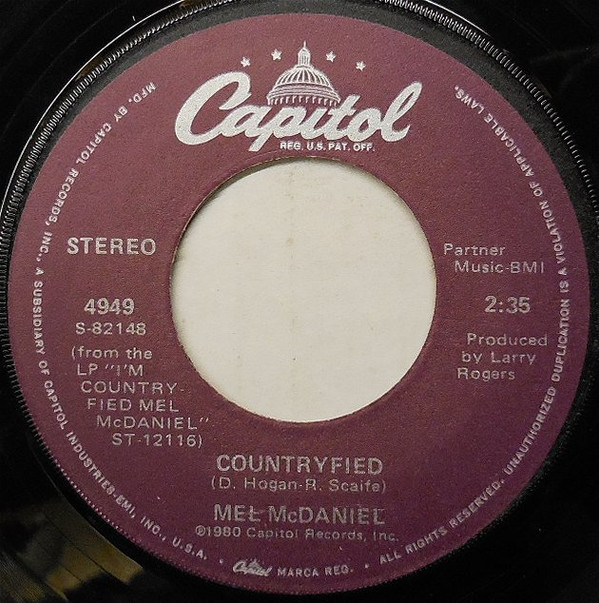 Capitol
REG. U.S. PAT. OFF.
STEREO
4949
S-82148
(from the
LP "I'M
COUNTRY-
FIED MEL
McDANIEL"
ST-12116)
Partner
Music-BMI
2:35
Produced
by Larry
Rogers
COUNTRYFIED
(D. Hogan-R. Scaife)
MEL McDANIEL
℗1980 Capitol Records, Inc.
MFD. BY CAPITOL RECORDS, INC., A SUBSIDIARY OF CAPITOL INDUSTRIES-EMI, INC., U.S.A. • Capitol MARCA REG. • ALL RIGHTS RESERVED. UNAUTHORIZED DUPLICATION IS A VIOLATION OF APPLICABLE LAWS.